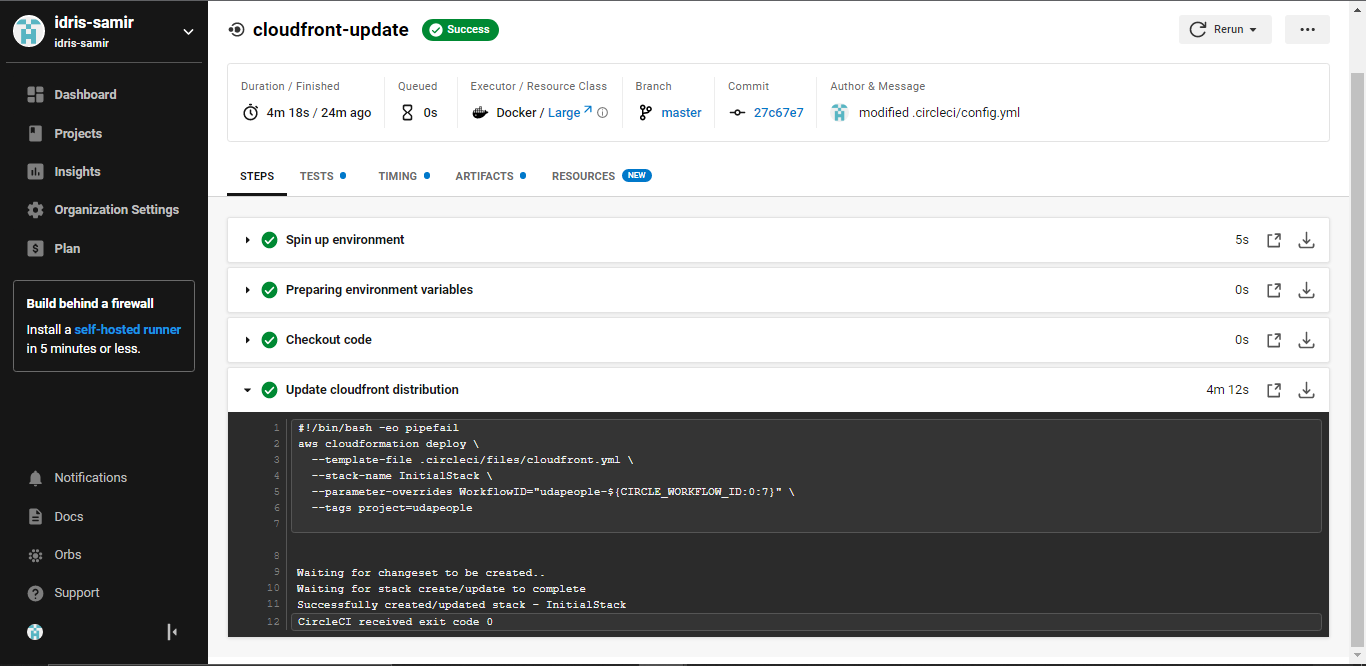 idris-samir
idris-samir
Dashboard
Projects
Insights
Organization Settings
Plan
Build behind a firewall
Install a self-hosted runner
in 5 minutes or less.
Notifications
Docs
Orbs
Support
cloudfront-update Success
Rerun
Duration / Finished Queued Executor / Resource Class Branch Commit Author & Message
4m 18s / 24m ago 0s Docker / Large master 27c67e7 modified .circleci/config.yml
STEPS TESTS TIMING ARTIFACTS RESOURCES NEW
Spin up environment 5s
Preparing environment variables 0s
Checkout code 0s
Update cloudfront distribution 4m 12s
1 #!/bin/bash -eo pipefail
2 aws cloudformation deploy \
3 --template-file .circleci/files/cloudfront.yml \
4 --stack-name InitialStack \
5 --parameter-overrides WorkflowID="udapeople-${CIRCLE_WORKFLOW_ID:0:7}" \
6 --tags project=udapeople
7
8
9 Waiting for changeset to be created..
10 Waiting for stack create/update to complete
11 Successfully created/updated stack - InitialStack
12 CircleCI received exit code 0